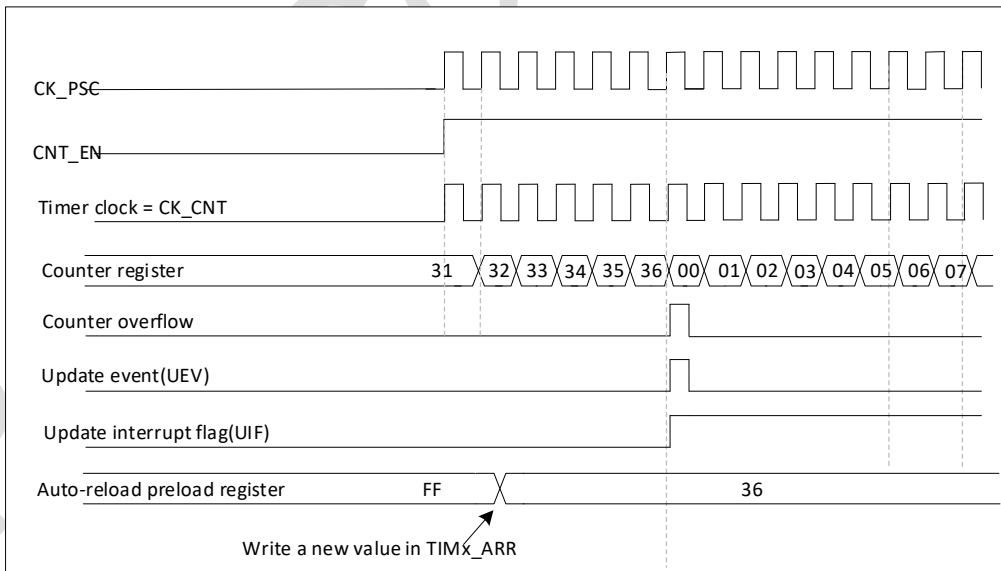 CK_PSC
CNT_EN
Timer clock = CK_CNT
Counter register 31 32 33 34 35 36 00 01 02 03 04 05 06 07
Counter overflow
Update event(UEV)
Update interrupt flag(UIF)
Auto-reload preload register FF 36
Write a new value in TIMx_ARR